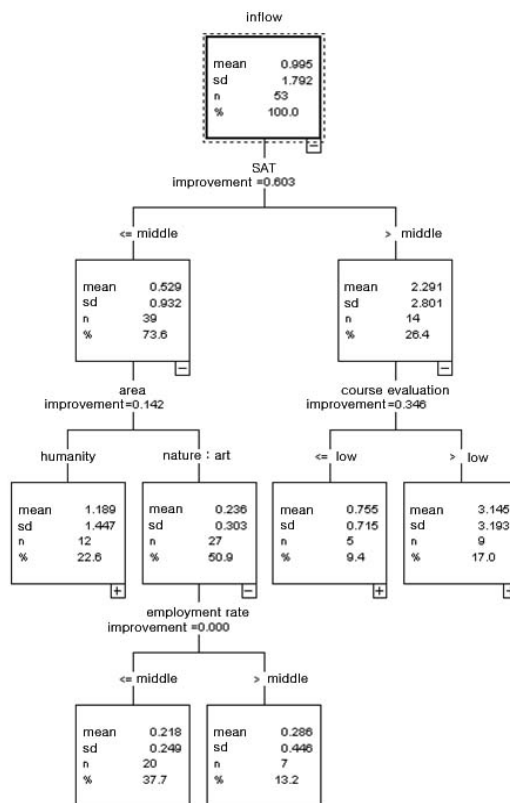 inflow
mean 0.995
sd 1.792
n 53
% 100.0
SAT
improvement =0.603
<= middle
> middle
mean 0.529
sd 0.932
n 39
% 73.6
mean 2.291
sd 2.801
n 14
% 26.4
area
improvement=0.142
course evaluation
improvement=0.346
humanity
nature : art
<= low
> low
mean 1.189
sd 1.447
n 12
% 22.6
mean 0.236
sd 0.303
n 27
% 50.9
mean 0.755
sd 0.715
n 5
% 9.4
mean 3.145
sd 3.193
n 9
% 17.0
employment rate
improvement =0.000
<= middle
> middle
mean 0.218
sd 0.249
n 20
% 37.7
mean 0.286
sd 0.446
n 7
% 13.2